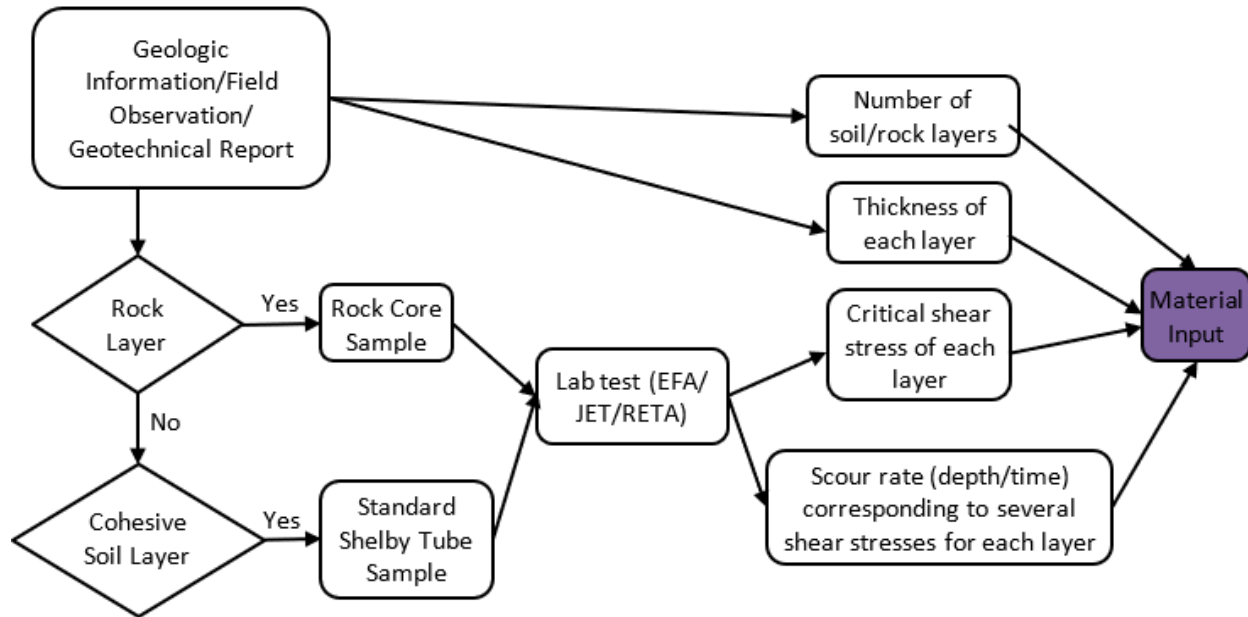 Geologic
Information/Field
Observation/
Geotechnical Report
Number of
soil/rock layers
Thickness of
each layer
Rock
Layer
Yes
Rock Core
Sample
Critical shear
stress of each
layer
Material
Input
Lab test (EFA/
JET/RETA)
No
Cohesive
Soil Layer
Yes
Standard
Shelby Tube
Sample
Scour rate (depth/time)
corresponding to several
shear stresses for each layer